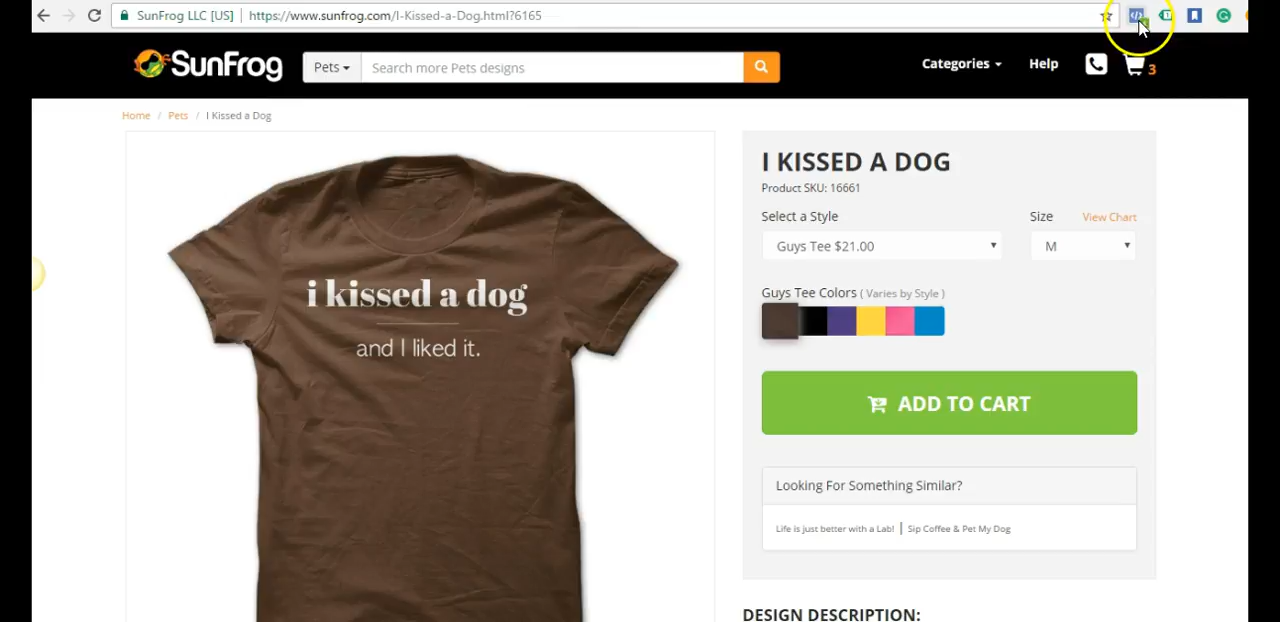 SunFrog LLC [US] https://www.sunfrog.com/I-Kissed-a-Dog.html?6165
SunFrog Pets Search more Pets designs Categories Help 3
Home / Pets / I Kissed a Dog
i kissed a dog
and I liked it.
I KISSED A DOG
Product SKU: 16661
Select a Style Size View Chart
Guys Tee $21.00 M
Guys Tee Colors ( Varies by Style )
ADD TO CART
Looking For Something Similar?
Life is just better with a Lab! | Sip Coffee & Pet My Dog
DESIGN DESCRIPTION: